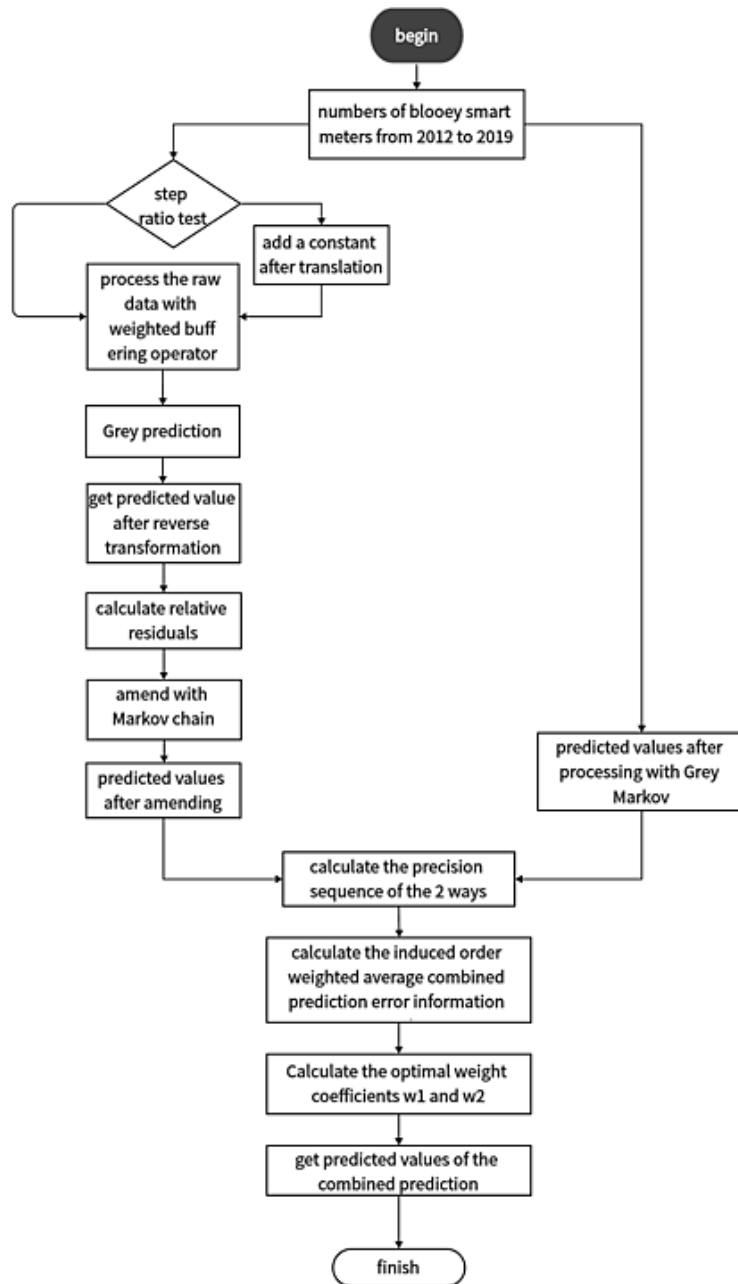 begin
numbers of blooey smart
meters from 2012 to 2019
step
ratio test
add a constant
after translation
process the raw
data with
weighted buff
ering operator
Grey prediction
get predicted value
after reverse
transformation
calculate relative
residuals
amend with
Markov chain
predicted values
after amending
predicted values after
processing with Grey
Markov
calculate the precision
sequence of the 2 ways
calculate the induced order
weighted average combined
prediction error information
Calculate the optimal weight
coefficients w1 and w2
get predicted values of the
combined prediction
finish